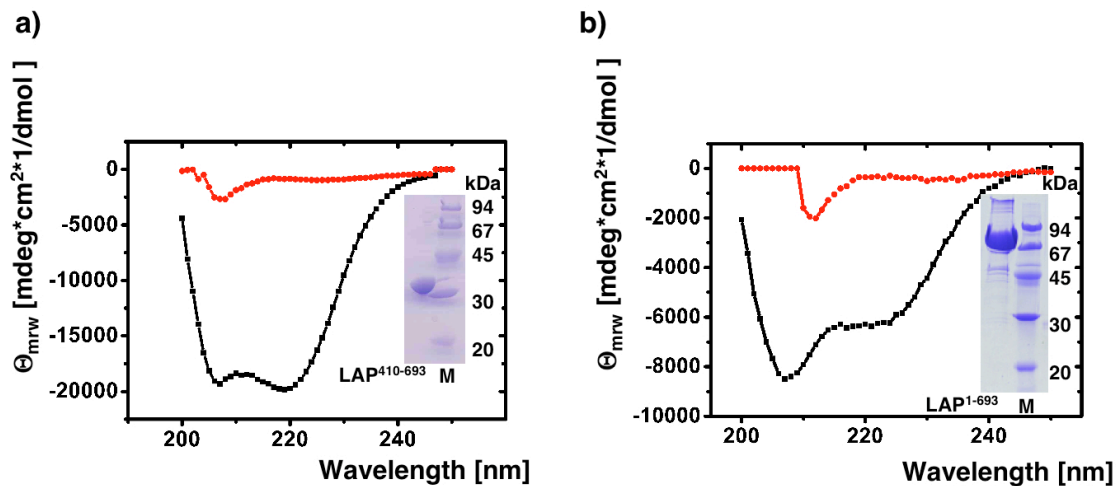 a)
Θmrw [mdeg*cm²*1/dmol]
0
-5000
-10000
-15000
-20000
200
220
240
Wavelength [nm]
kDa
94
67
45
30
20
LAP⁴¹⁰⁻⁶⁹³ M
b)
Θmrw [mdeg*cm²*1/dmol]
0
-2000
-4000
-6000
-8000
-10000
200
220
240
Wavelength [nm]
kDa
94
67
45
30
20
LAP¹⁻⁶⁹³ M